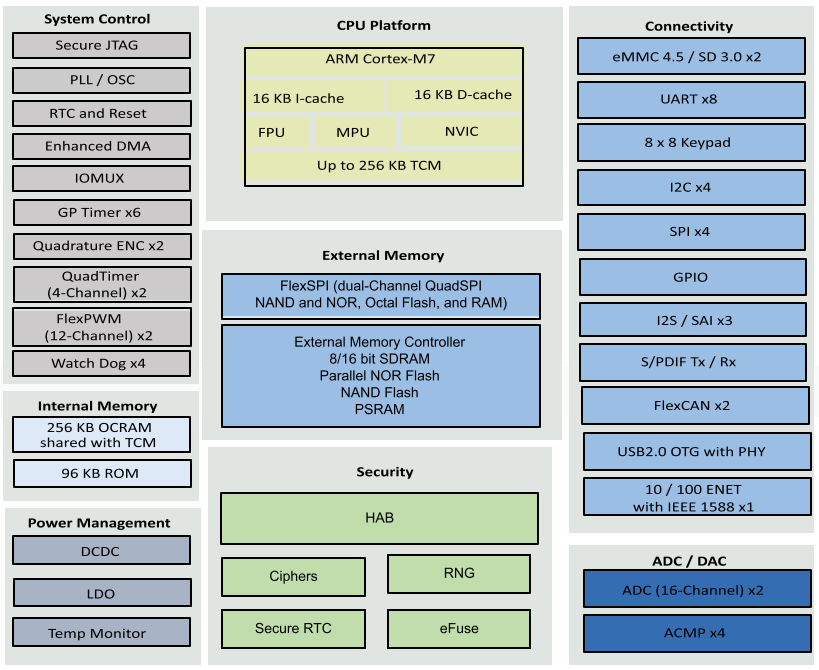 System Control
Secure JTAG
PLL / OSC
RTC and Reset
Enhanced DMA
IOMUX
GP Timer x6
Quadrature ENC x2
QuadTimer
(4-Channel) x2
FlexPWM
(12-Channel) x2
Watch Dog x4
Internal Memory
256 KB OCRAM
shared with TCM
96 KB ROM
Power Management
DCDC
LDO
Temp Monitor
CPU Platform
ARM Cortex-M7
16 KB I-cache
16 KB D-cache
FPU
MPU
NVIC
Up to 256 KB TCM
External Memory
FlexSPI (dual-Channel QuadSPI
NAND and NOR, Octal Flash, and RAM)
External Memory Controller
8/16 bit SDRAM
Parallel NOR Flash
NAND Flash
PSRAM
Security
HAB
Ciphers
RNG
Secure RTC
eFuse
Connectivity
eMMC 4.5 / SD 3.0 x2
UART x8
8 x 8 Keypad
I2C x4
SPI x4
GPIO
I2S / SAI x3
S/PDIF Tx / Rx
FlexCAN x2
USB2.0 OTG with PHY
10 / 100 ENET
with IEEE 1588 x1
ADC / DAC
ADC (16-Channel) x2
ACMP x4